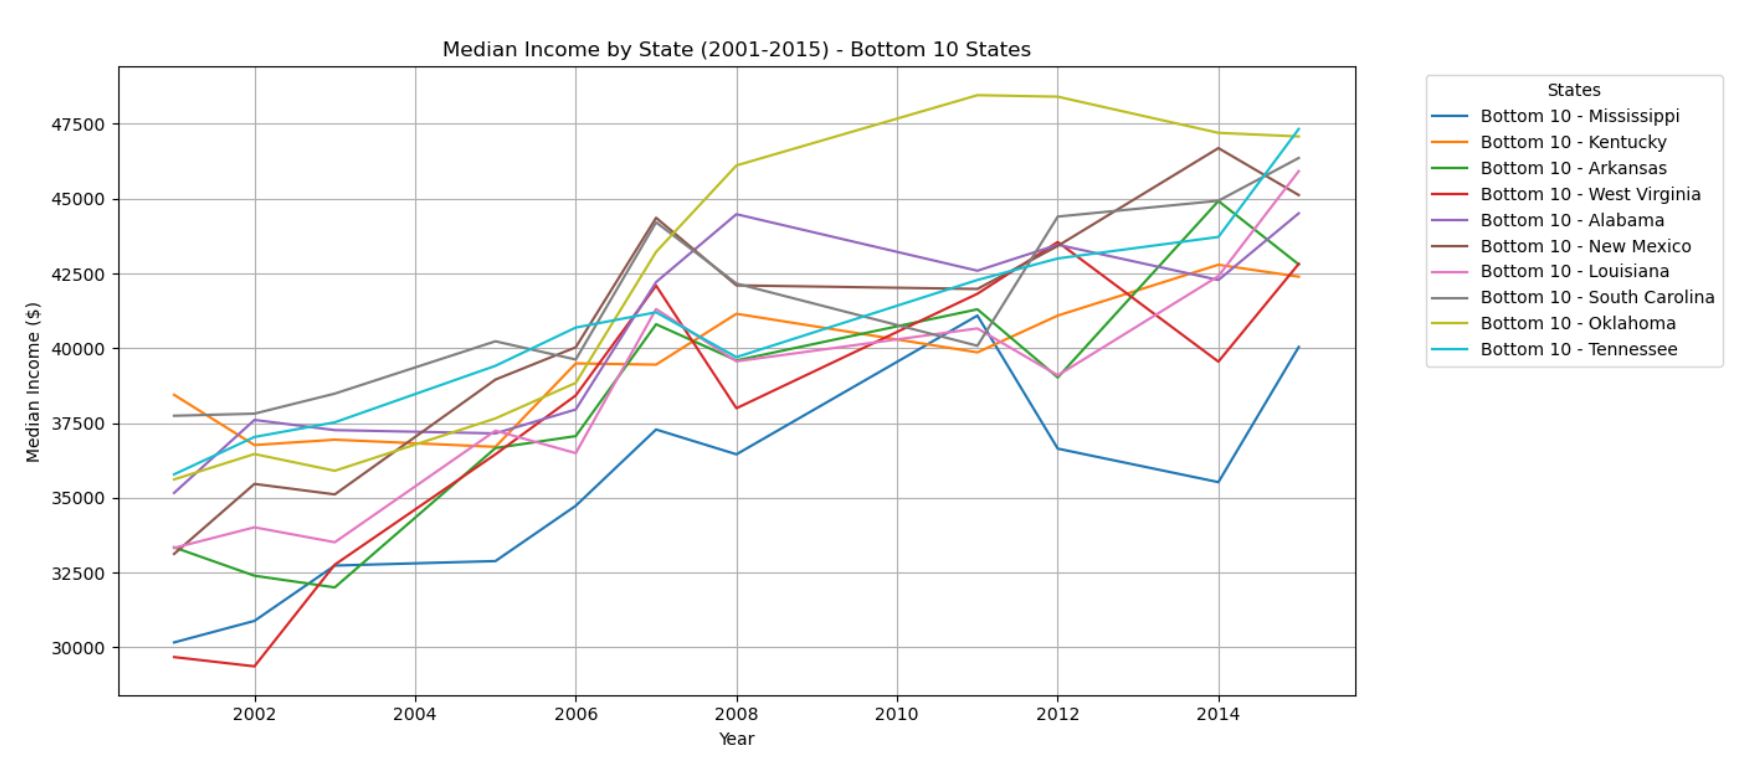 Median Income by State (2001-2015) - Bottom 10 States
Median Income ($)
47500
45000
42500
40000
37500
35000
32500
30000
2002 2004 2006 2008 2010 2012 2014
Year
States
Bottom 10 - Mississippi
Bottom 10 - Kentucky
Bottom 10 - Arkansas
Bottom 10 - West Virginia
Bottom 10 - Alabama
Bottom 10 - New Mexico
Bottom 10 - Louisiana
Bottom 10 - South Carolina
Bottom 10 - Oklahoma
Bottom 10 - Tennessee